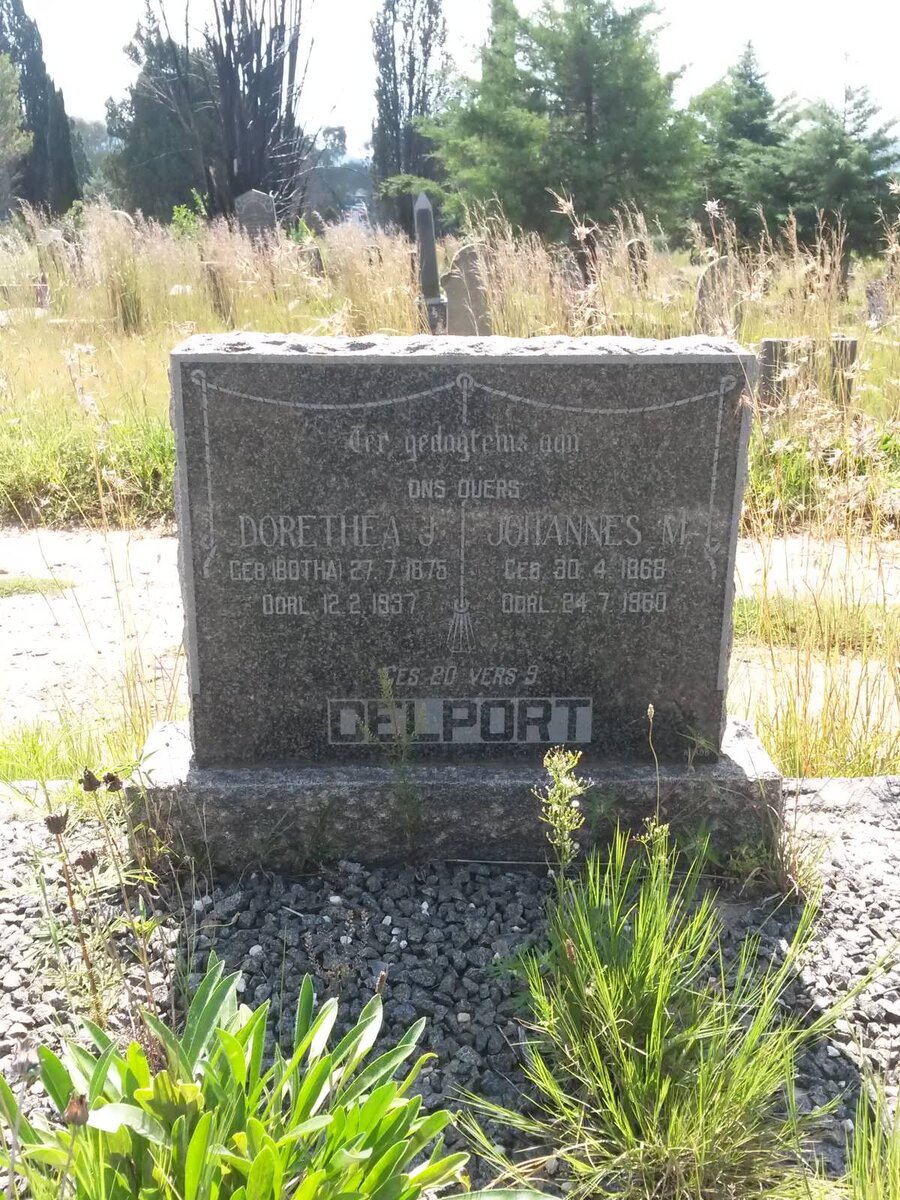 Ter gedagtenis aan
ONS OUERS
DORETHEA J. JOHANNES M.
GEB (BOTHA) 27.7.1875 GEB. 30.4.1868
OORL. 12.2.1937 OORL. 24.7.1960
GES. 20 VERS 9.
DELPORT